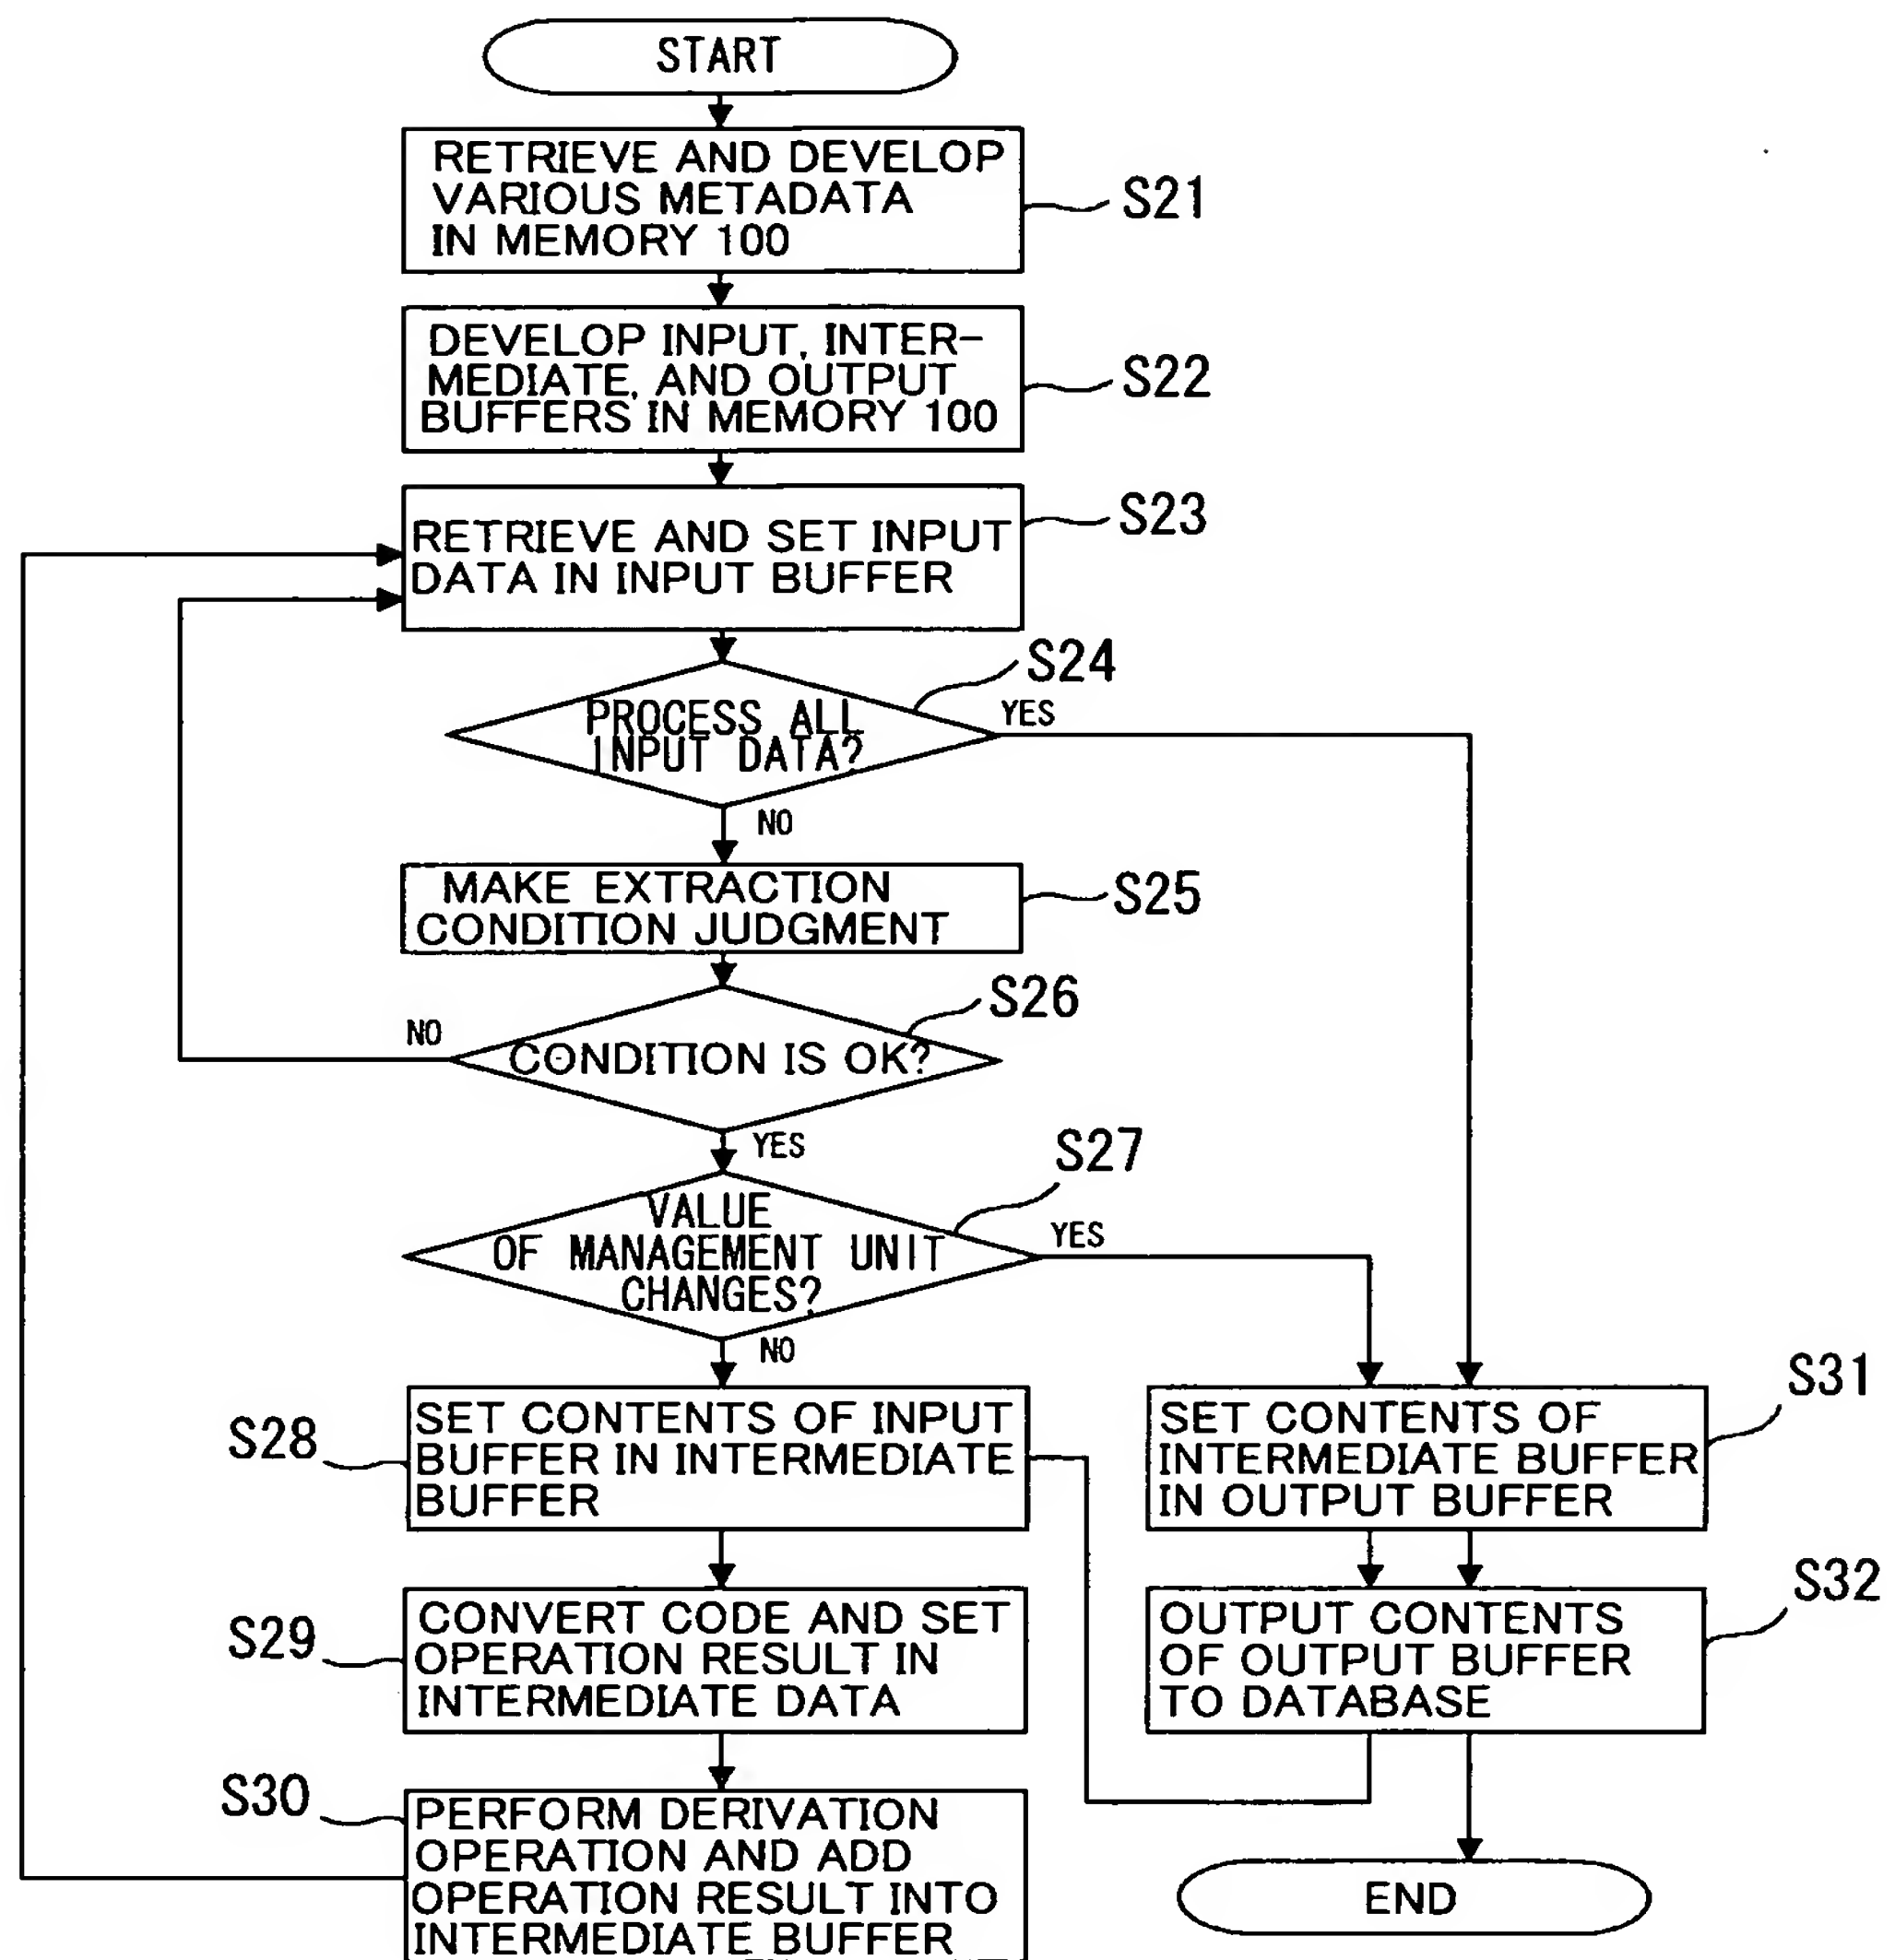 START
RETRIEVE AND DEVELOP
VARIOUS METADATA
IN MEMORY 100
S21
DEVELOP INPUT, INTER-
MEDIATE, AND OUTPUT
BUFFERS IN MEMORY 100
S22
RETRIEVE AND SET INPUT
DATA IN INPUT BUFFER
S23
PROCESS ALL
INPUT DATA?
S24
YES
NO
MAKE EXTRACTION
CONDITION JUDGMENT
S25
CONDITION IS OK?
S26
NO
YES
VALUE
OF MANAGEMENT UNIT
CHANGES?
S27
YES
NO
S28
SET CONTENTS OF INPUT
BUFFER IN INTERMEDIATE
BUFFER
SET CONTENTS OF
INTERMEDIATE BUFFER
IN OUTPUT BUFFER
S31
S29
CONVERT CODE AND SET
OPERATION RESULT IN
INTERMEDIATE DATA
OUTPUT CONTENTS
OF OUTPUT BUFFER
TO DATABASE
S32
S30
PERFORM DERIVATION
OPERATION AND ADD
OPERATION RESULT INTO
INTERMEDIATE BUFFER
END